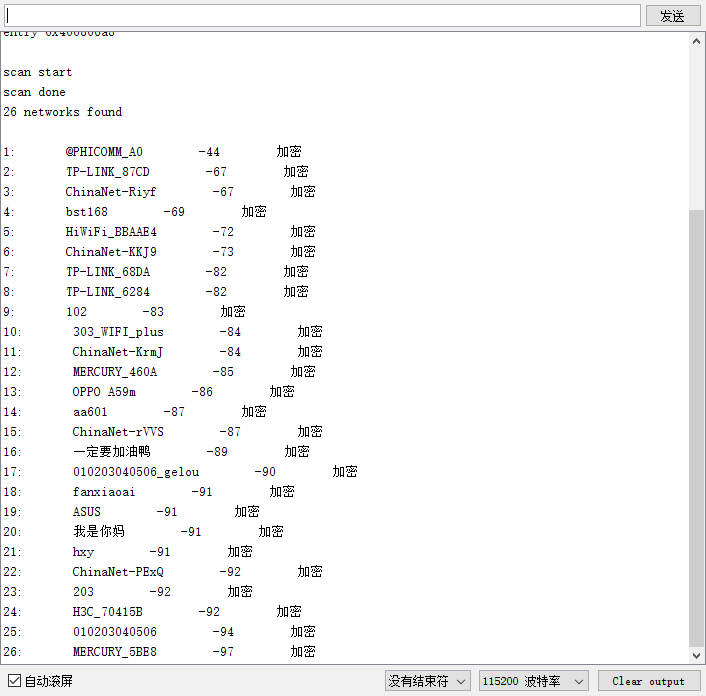 发送
entry 0x400800a8
scan start
scan done
26 networks found
1: @PHICOMM_A0 -44 加密
2: TP-LINK_87CD -67 加密
3: ChinaNet-Riyf -67 加密
4: bst168 -69 加密
5: HiWiFi_BBAAE4 -72 加密
6: ChinaNet-KKJ9 -73 加密
7: TP-LINK_68DA -82 加密
8: TP-LINK_6284 -82 加密
9: 102 -83 加密
10: 303_WIFI_plus -84 加密
11: ChinaNet-KrmJ -84 加密
12: MERCURY_460A -85 加密
13: OPPO A59m -86 加密
14: aa601 -87 加密
15: ChinaNet-rVVS -87 加密
16: 一定要加油鸭 -89 加密
17: 010203040506_gelou -90 加密
18: fanxiaoai -91 加密
19: ASUS -91 加密
20: 我是你妈 -91 加密
21: hxy -91 加密
22: ChinaNet-PExQ -92 加密
23: 203 -92 加密
24: H3C_70415B -92 加密
25: 010203040506 -94 加密
26: MERCURY_5BE8 -97 加密
自动滚屏 没有结束符 115200 波特率 Clear output